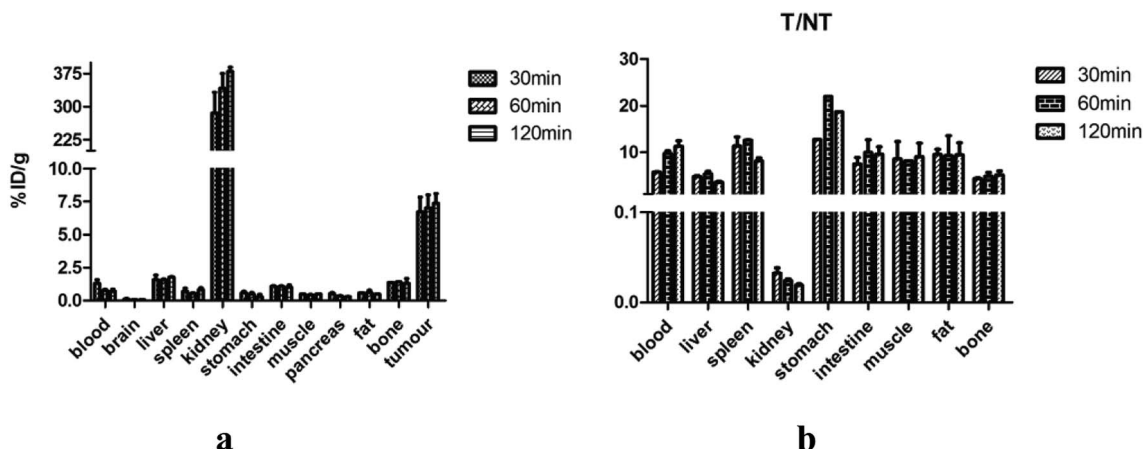 %ID/g
375
300
225
10.0
7.5
5.0
2.5
0.0
blood
brain
liver
spleen
kidney
stomach
intestine
muscle
pancreas
fat
bone
tumour
30min
60min
120min
a
T/NT
30
20
10
0.1
0.0
blood
liver
spleen
kidney
stomach
intestine
muscle
fat
bone
30min
60min
120min
b